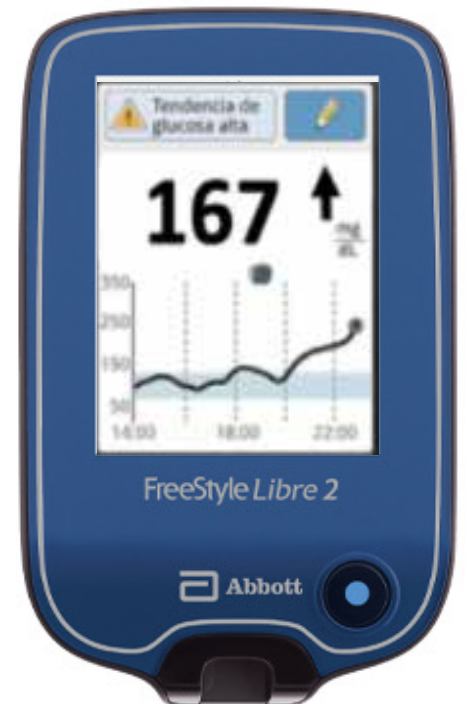 Tendencia de
glucosa alta
167
mg
dL
350
250
150
50
14:00 18:00 22:00
FreeStyle Libre 2
Abbott